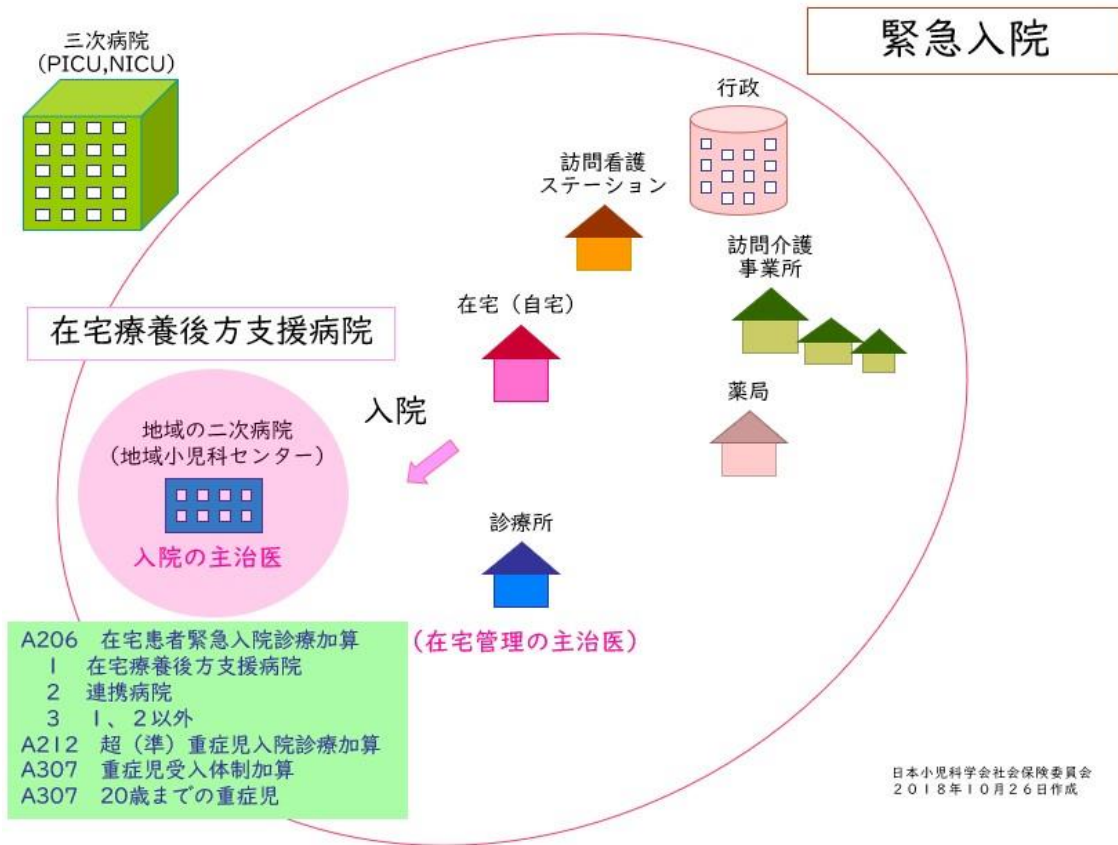 三次病院
(PICU,NICU)
緊急入院
行政
訪問看護
ステーション
訪問介護
事業所
在宅（自宅）
在宅療養後方支援病院
薬局
入院
地域の二次病院
（地域小児科センター）
入院の主治医
診療所
（在宅管理の主治医）
A206　在宅患者緊急入院診療加算
1　在宅療養後方支援病院
2　連携病院
3　1、2以外
A212　超（準）重症児入院診療加算
A307　重症児受入体制加算
A307　20歳までの重症児
日本小児科学会社会保険委員会
2018年10月26日作成